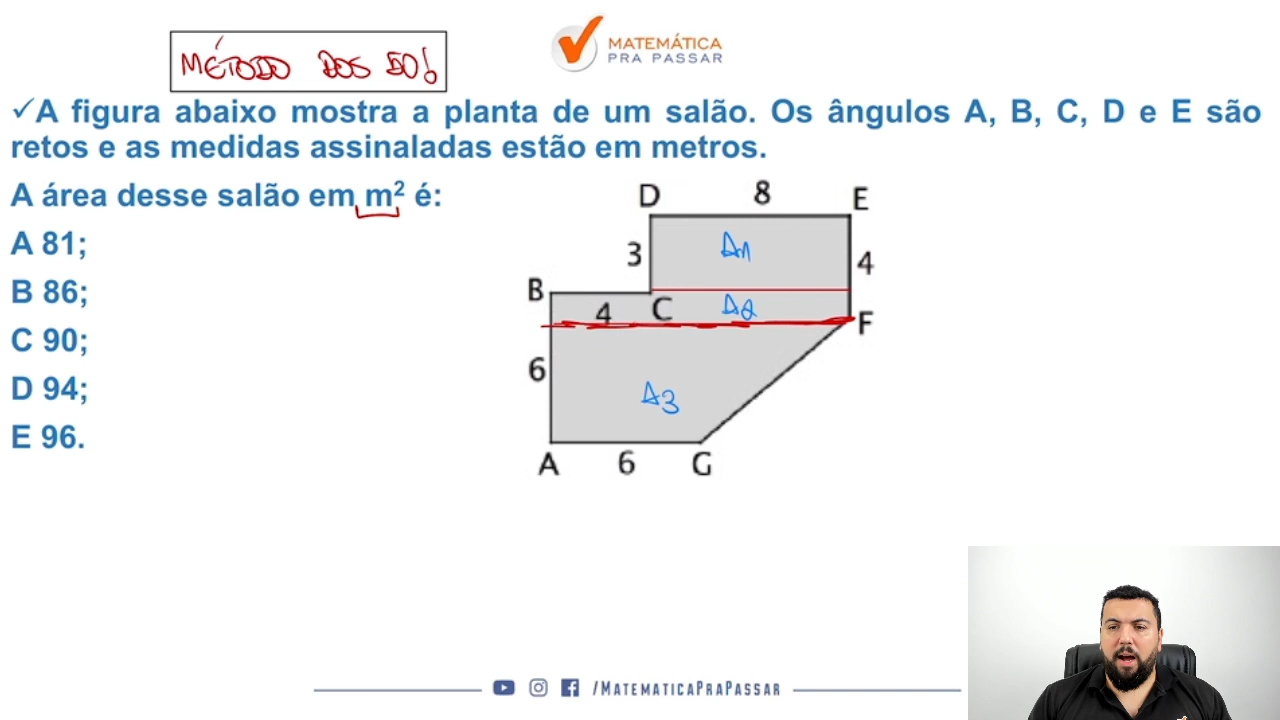 MÉTODO DOS 50!
MATEMÁTICA
PRA PASSAR
✓A figura abaixo mostra a planta de um salão. Os ângulos A, B, C, D e E são
retos e as medidas assinaladas estão em metros.
A área desse salão em m² é:
A 81;
B 86;
C 90;
D 94;
E 96.
D 8 E
3 A1 4
B 4 C A2 F
6 A3
A 6 G
/MATEMATICAPRAPASSAR